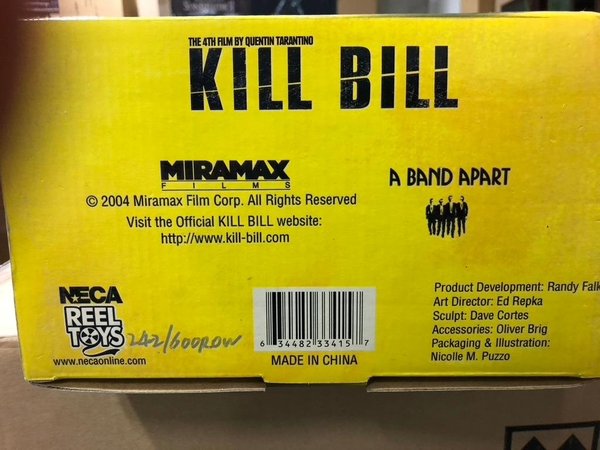 THE 4TH FILM BY QUENTIN TARANTINO
KILL BILL
MIRAMAX
FILMS
© 2004 Miramax Film Corp. All Rights Reserved
Visit the Official KILL BILL website:
http://www.kill-bill.com
A BAND APART
NECA
REEL
TOYS
www.necaonline.com
242/600ROW
6 34482 33415 7
MADE IN CHINA
Product Development: Randy Falk
Art Director: Ed Repka
Sculpt: Dave Cortes
Accessories: Oliver Brig
Packaging & Illustration:
Nicolle M. Puzzo